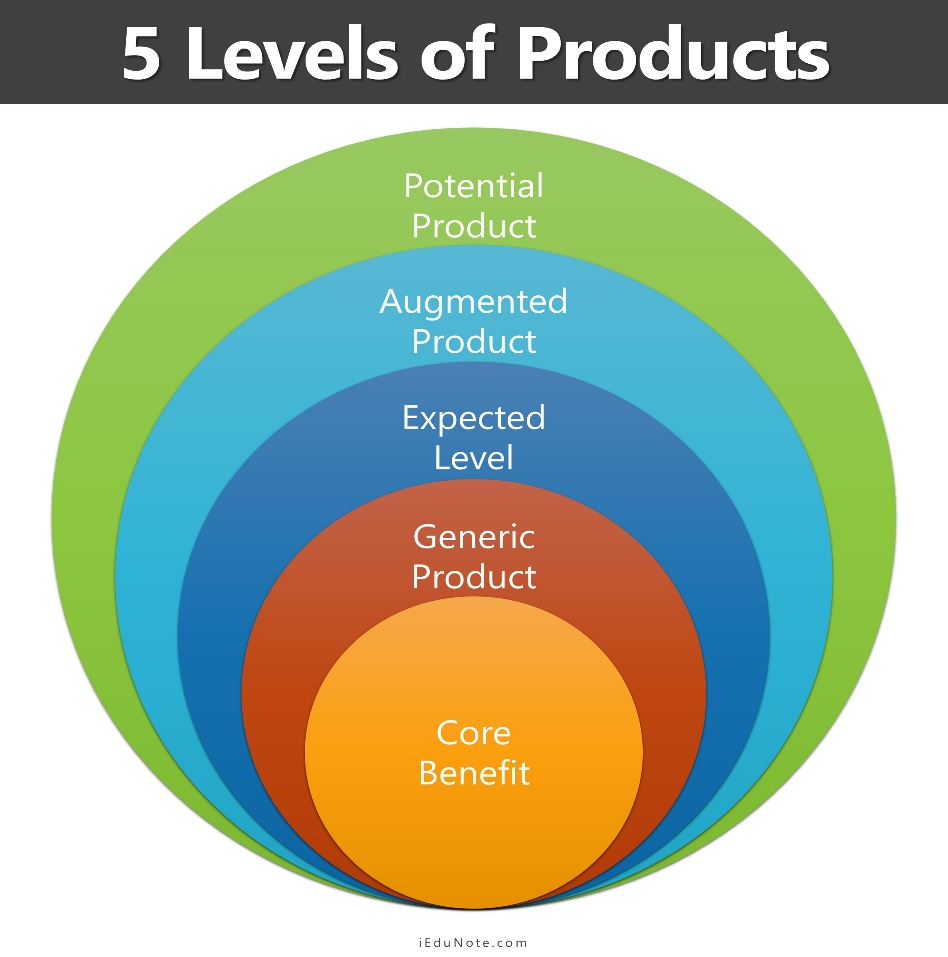 5 Levels of Products
Potential
Product
Augmented
Product
Expected
Level
Generic
Product
Core
Benefit
iEduNote.com